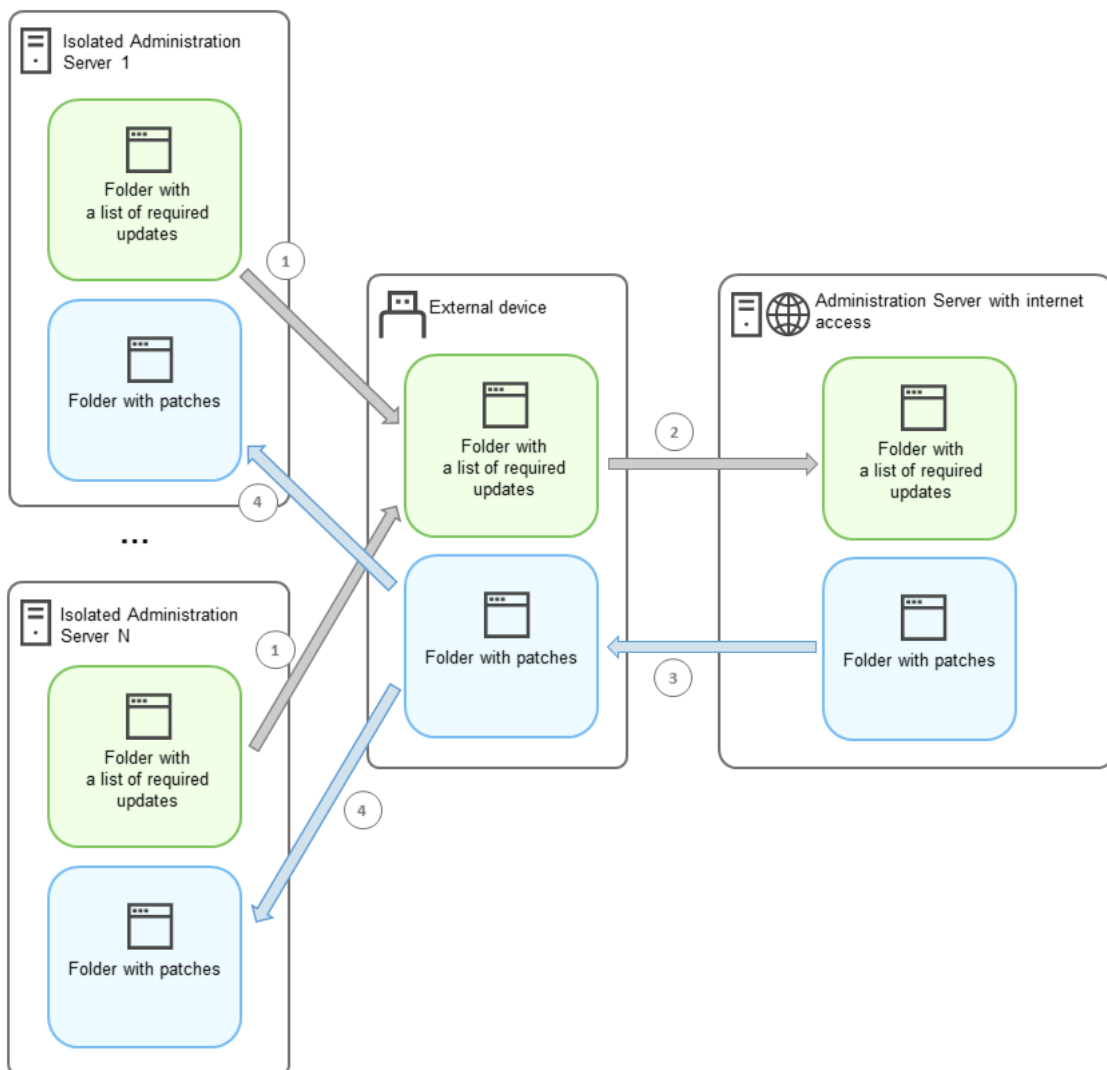 Isolated Administration
Server 1
Folder with
a list of required
updates
1
Folder with patches
4
...
Isolated Administration
Server N
Folder with
a list of required
updates
1
Folder with patches
4
External device
Folder with
a list of required
updates
2
Folder with patches
3
Administration Server with internet
access
Folder with
a list of required
updates
Folder with patches